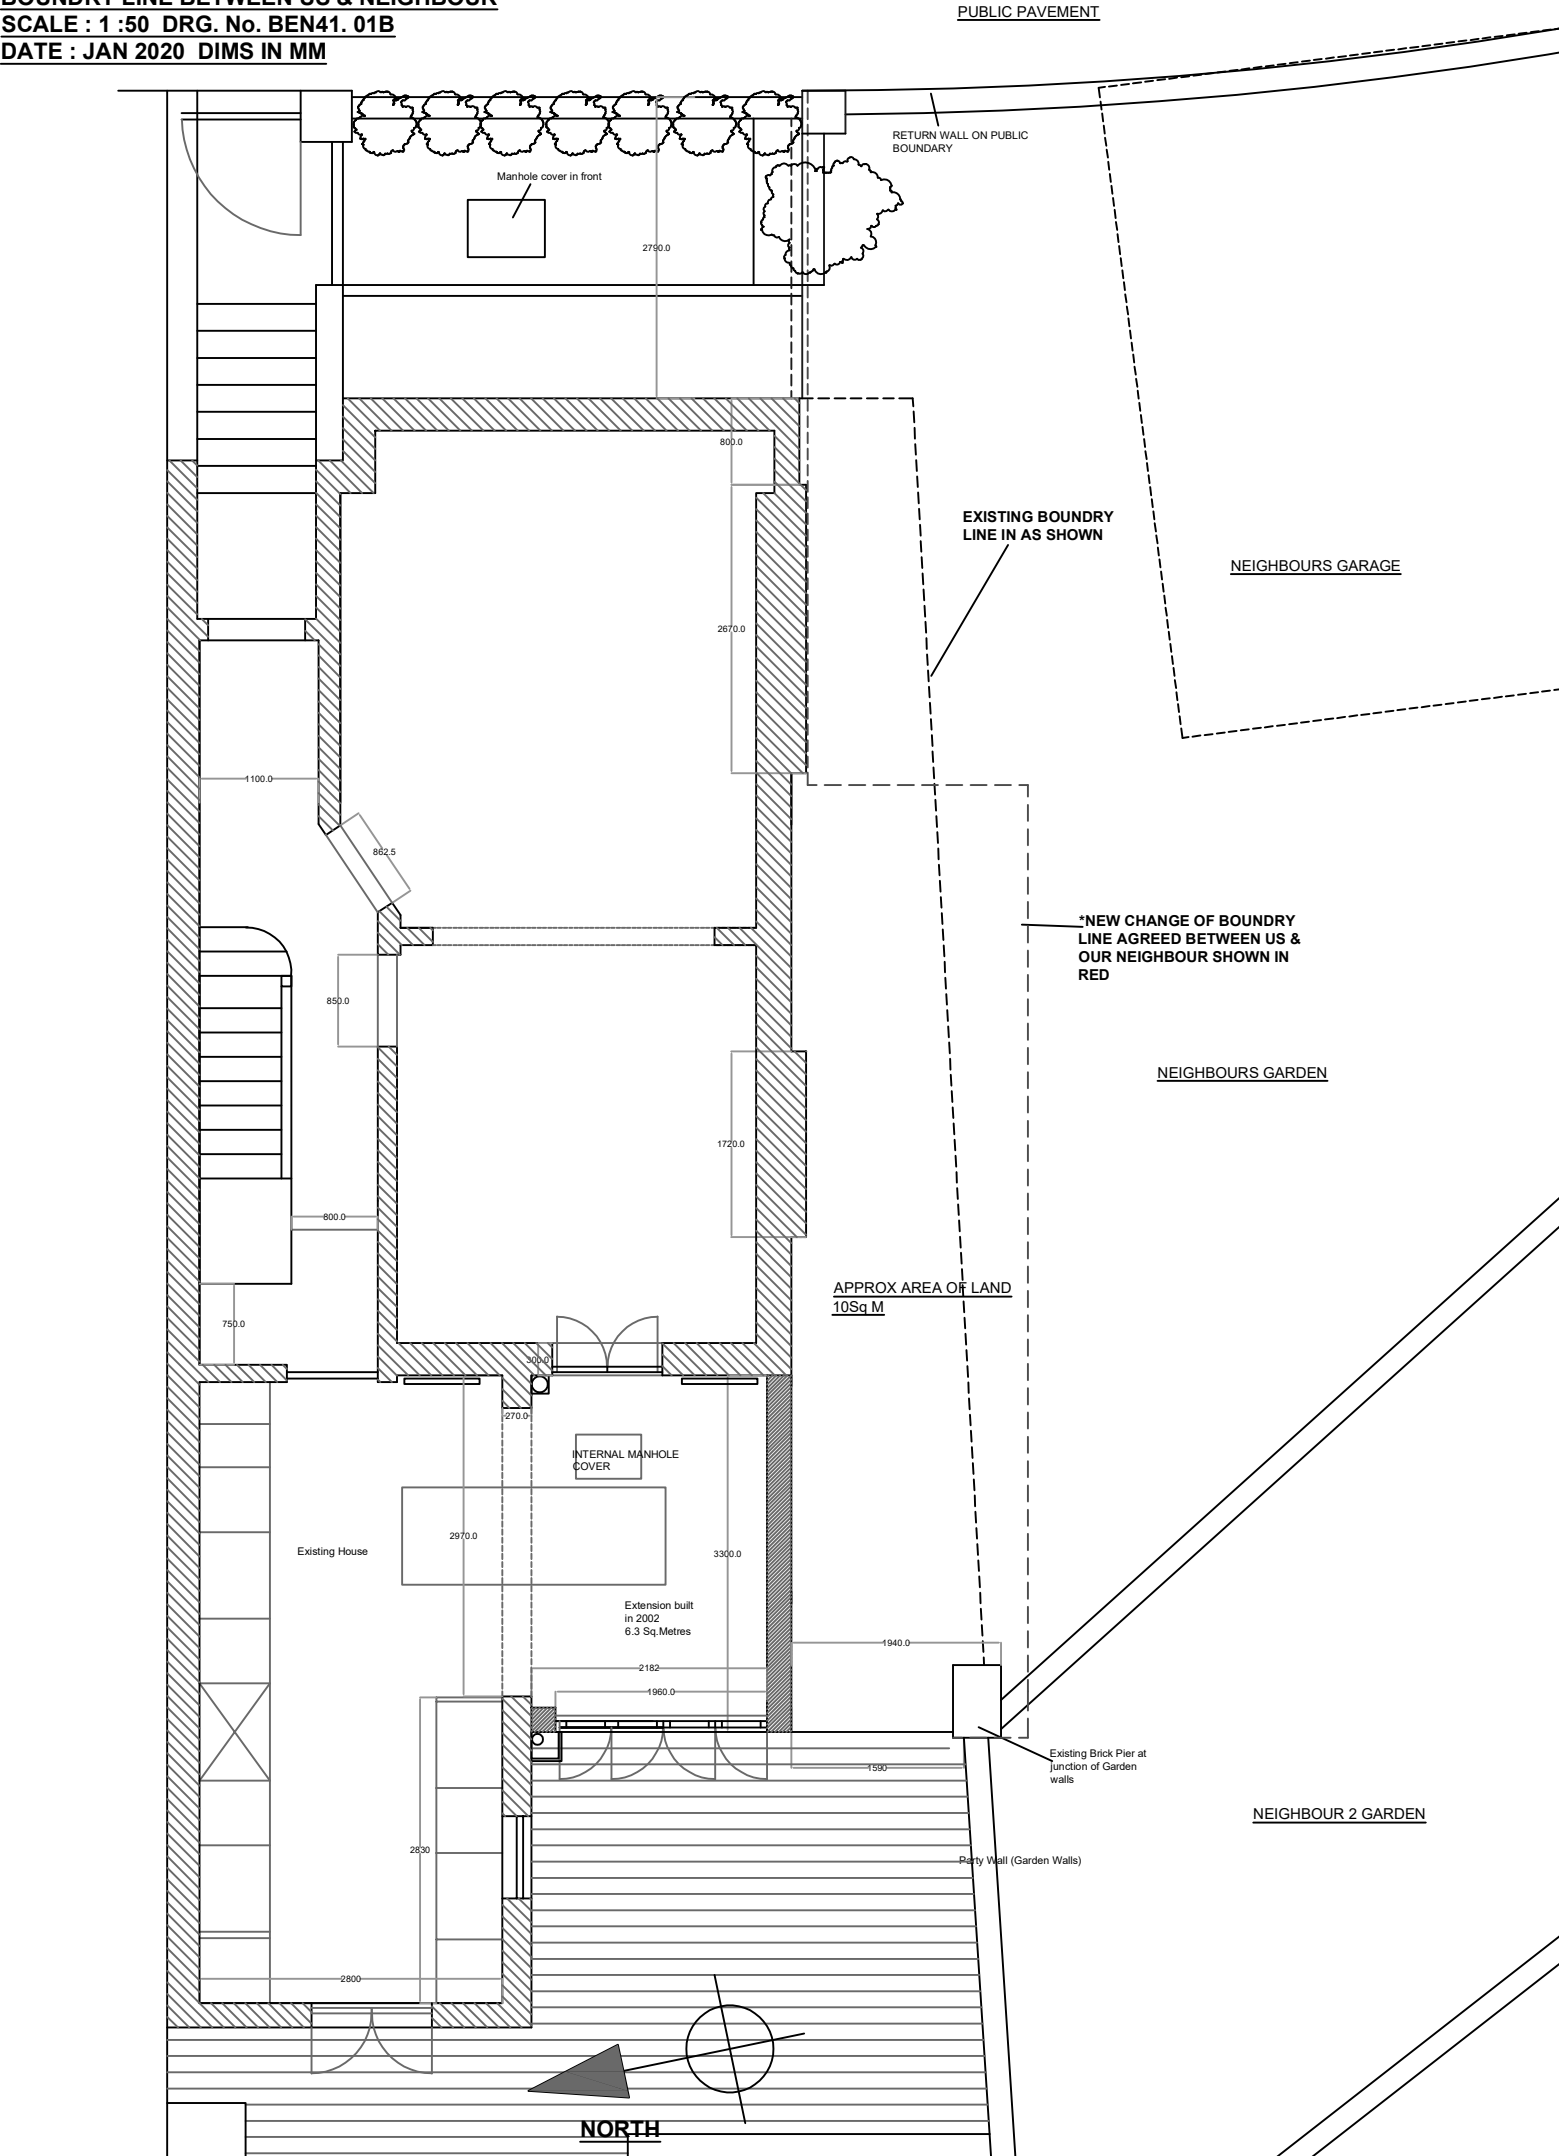 BOUNDRY LINE BETWEEN US & NEIGHBOUR
SCALE : 1 :50 DRG. No. BEN41. 01B
DATE : JAN 2020 DIMS IN MM
PUBLIC PAVEMENT
RETURN WALL ON PUBLIC
BOUNDARY
Manhole cover in front
2790.0
800.0
EXISTING BOUNDRY
LINE IN AS SHOWN
NEIGHBOURS GARAGE
2670.0
1100.0
862.5
*NEW CHANGE OF BOUNDRY
LINE AGREED BETWEEN US &
OUR NEIGHBOUR SHOWN IN
RED
850.0
NEIGHBOURS GARDEN
1720.0
800.0
APPROX AREA OF LAND
10Sq M
750.0
300.0
270.0
INTERNAL MANHOLE
COVER
2970.0
Existing House
3300.0
Extension built
in 2002
6.3 Sq.Metres
1940.0
2182
1960.0
Existing Brick Pier at
junction of Garden
walls
1590
NEIGHBOUR 2 GARDEN
2830
Party Wall (Garden Walls)
2800
NORTH